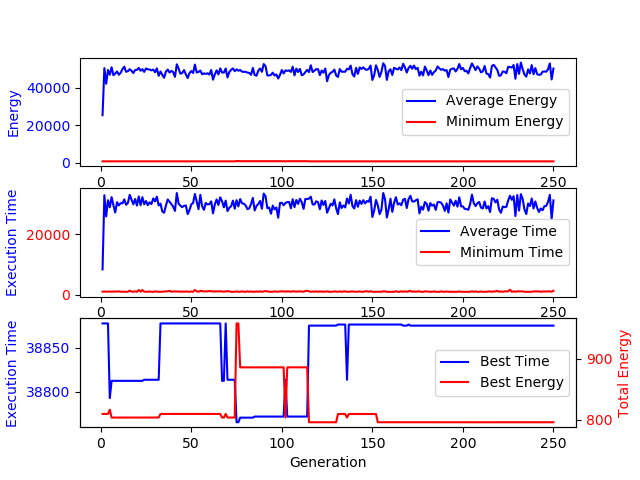 40000
20000
0
Energy
Average Energy
Minimum Energy
0 50 100 150 200 250
20000
0
Execution Time
Average Time
Minimum Time
0 50 100 150 200 250
38850
38800
Execution Time
Best Time
Best Energy
900
800
Total Energy
0 50 100 150 200 250
Generation